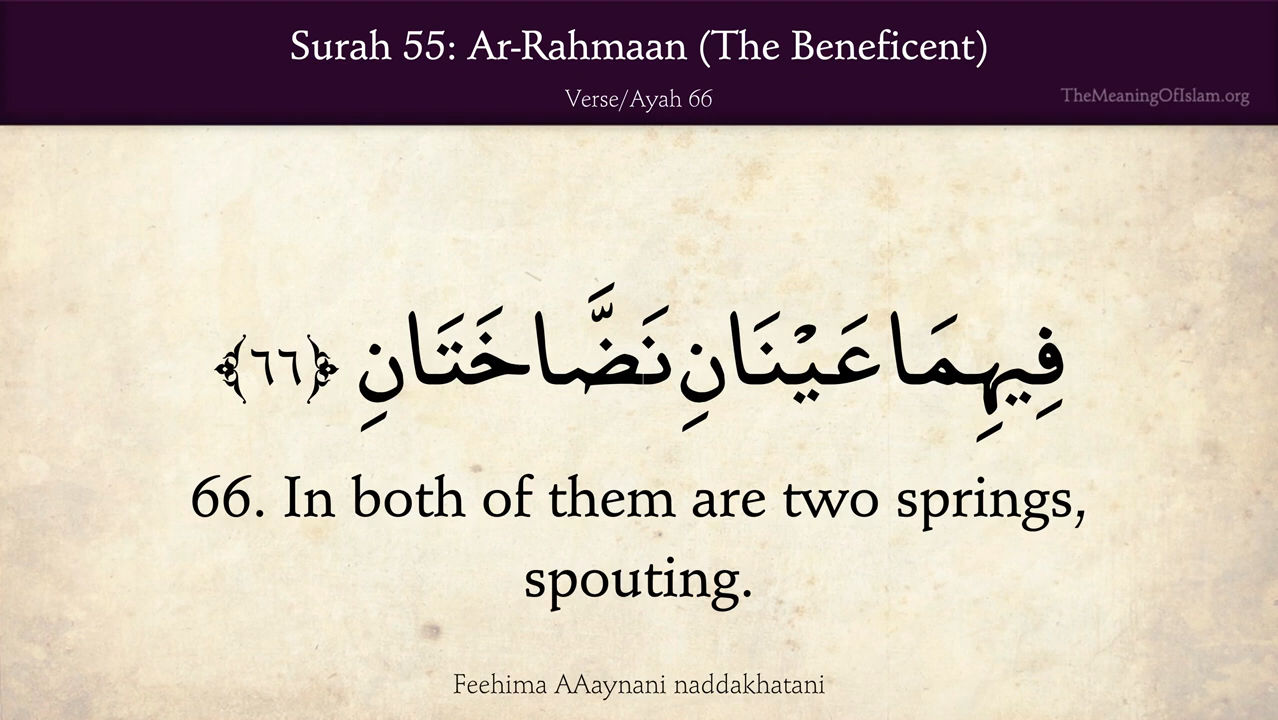 Surah 55: Ar-Rahmaan (The Beneficent)
Verse/Ayah 66
TheMeaningOfIslam.org
فِيهِمَا عَيْنَانِ نَضَّاخَتَانِ ﴿٦٦﴾
66. In both of them are two springs,
spouting.
Feehima AAaynani naddakhatani